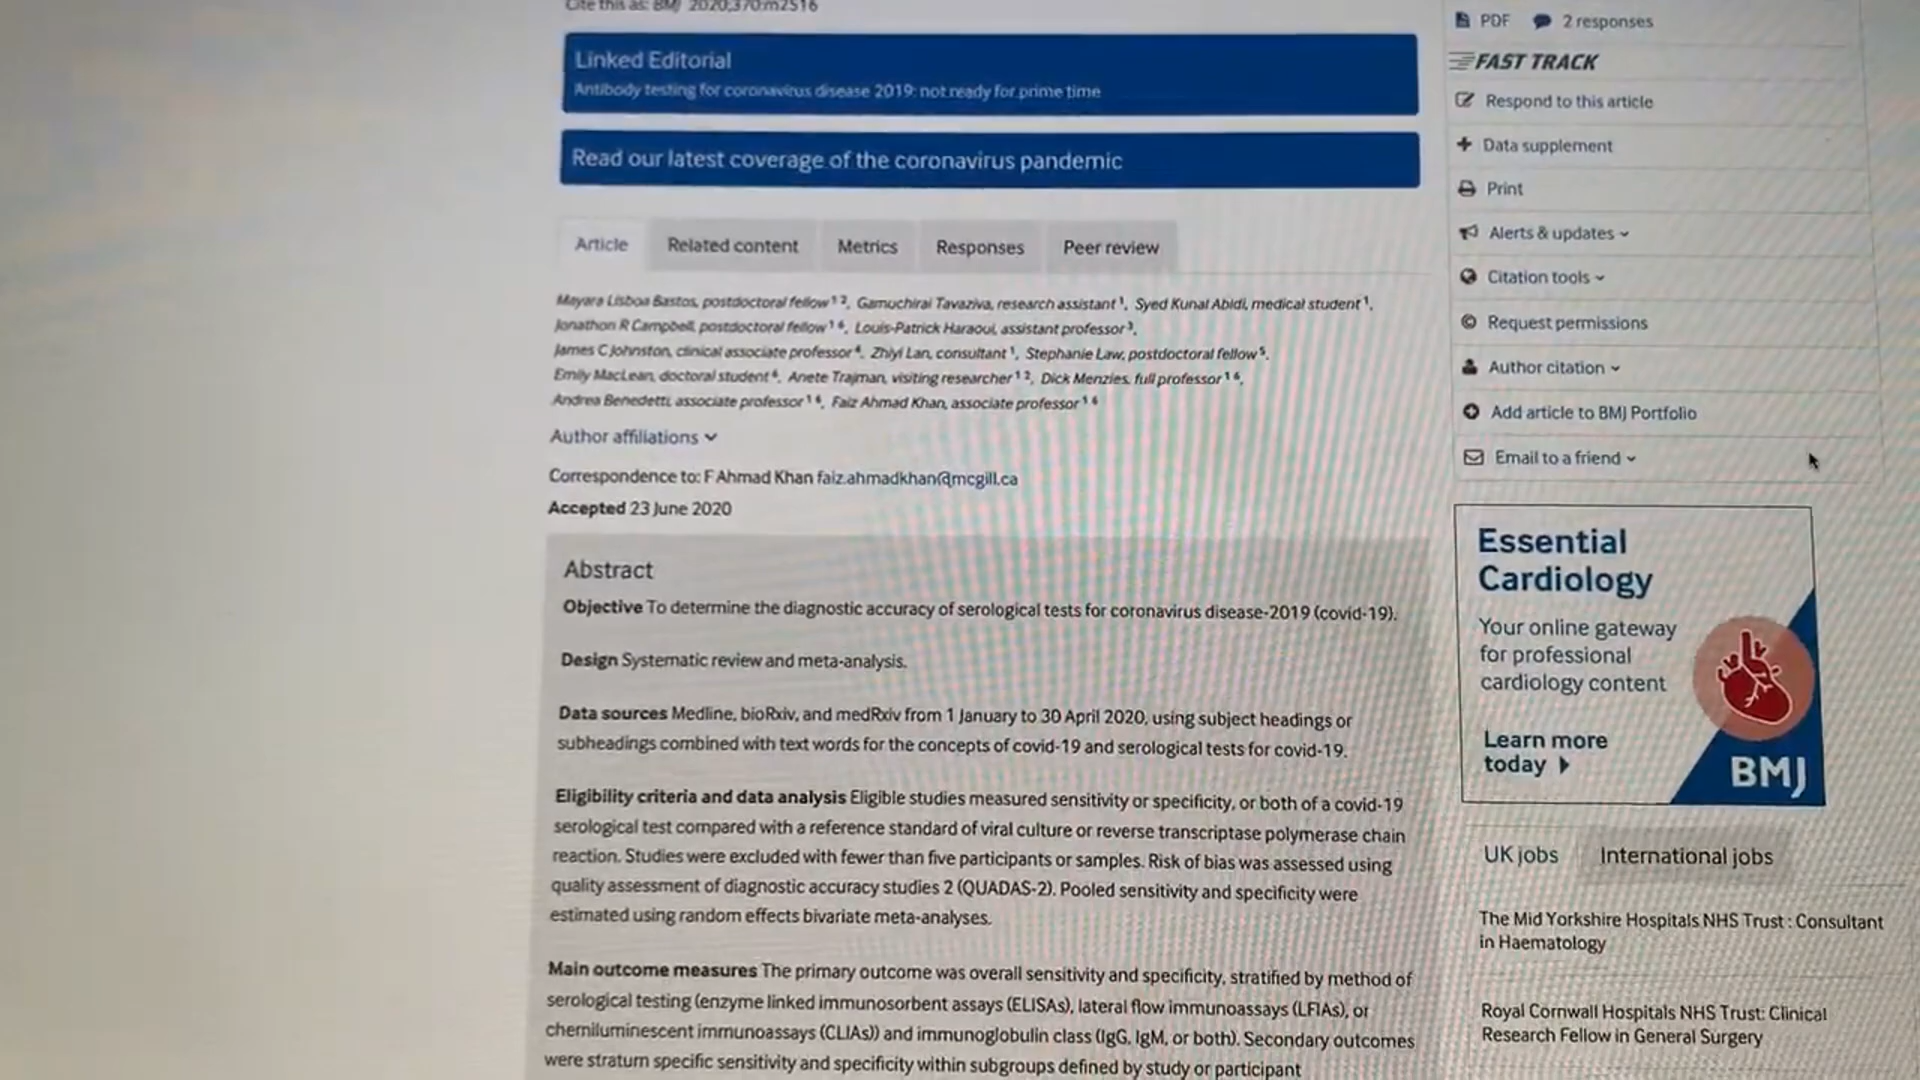 Cite this as: BMJ 2020;370:m2516
Linked Editorial
Antibody testing for coronavirus disease 2019: not ready for prime time
Read our latest coverage of the coronavirus pandemic
Article Related content Metrics Responses Peer review
Mayara Lisboa Bastos, postdoctoral fellow 1 2, Gamuchirai Tavaziva, research assistant 1, Syed Kunal Abidi, medical student 1,
Jonathon R Campbell, postdoctoral fellow 1 6, Louis-Patrick Haraoui, assistant professor 3,
James C Johnston, clinical associate professor 4, Zhiyi Lan, consultant 1, Stephanie Law, postdoctoral fellow 5,
Emily MacLean, doctoral student 6, Anete Trajman, visiting researcher 1 2, Dick Menzies, full professor 1 6,
Andrea Benedetti, associate professor 1 6, Faiz Ahmad Khan, associate professor 1 6
Author affiliations
Correspondence to: F Ahmad Khan faiz.ahmadkhan@mcgill.ca
Accepted 23 June 2020
Abstract
Objective To determine the diagnostic accuracy of serological tests for coronavirus disease-2019 (covid-19).
Design Systematic review and meta-analysis.
Data sources Medline, bioRxiv, and medRxiv from 1 January to 30 April 2020, using subject headings or
subheadings combined with text words for the concepts of covid-19 and serological tests for covid-19.
Eligibility criteria and data analysis Eligible studies measured sensitivity or specificity, or both of a covid-19
serological test compared with a reference standard of viral culture or reverse transcriptase polymerase chain
reaction. Studies were excluded with fewer than five participants or samples. Risk of bias was assessed using
quality assessment of diagnostic accuracy studies 2 (QUADAS-2). Pooled sensitivity and specificity were
estimated using random effects bivariate meta-analyses.
Main outcome measures The primary outcome was overall sensitivity and specificity, stratified by method of
serological testing (enzyme linked immunosorbent assays (ELISAs), lateral flow immunoassays (LFIAs), or
chemiluminescent immunoassays (CLIAs)) and immunoglobulin class (IgG, IgM, or both). Secondary outcomes
were stratum specific sensitivity and specificity within subgroups defined by study or participant
PDF 2 responses
FAST TRACK
Respond to this article
Data supplement
Print
Alerts & updates
Citation tools
Request permissions
Author citation
Add article to BMJ Portfolio
Email to a friend
Essential
Cardiology
Your online gateway
for professional
cardiology content
Learn more
today
BMJ
UK jobs International jobs
The Mid Yorkshire Hospitals NHS Trust : Consultant
in Haematology
Royal Cornwall Hospitals NHS Trust: Clinical
Research Fellow in General Surgery